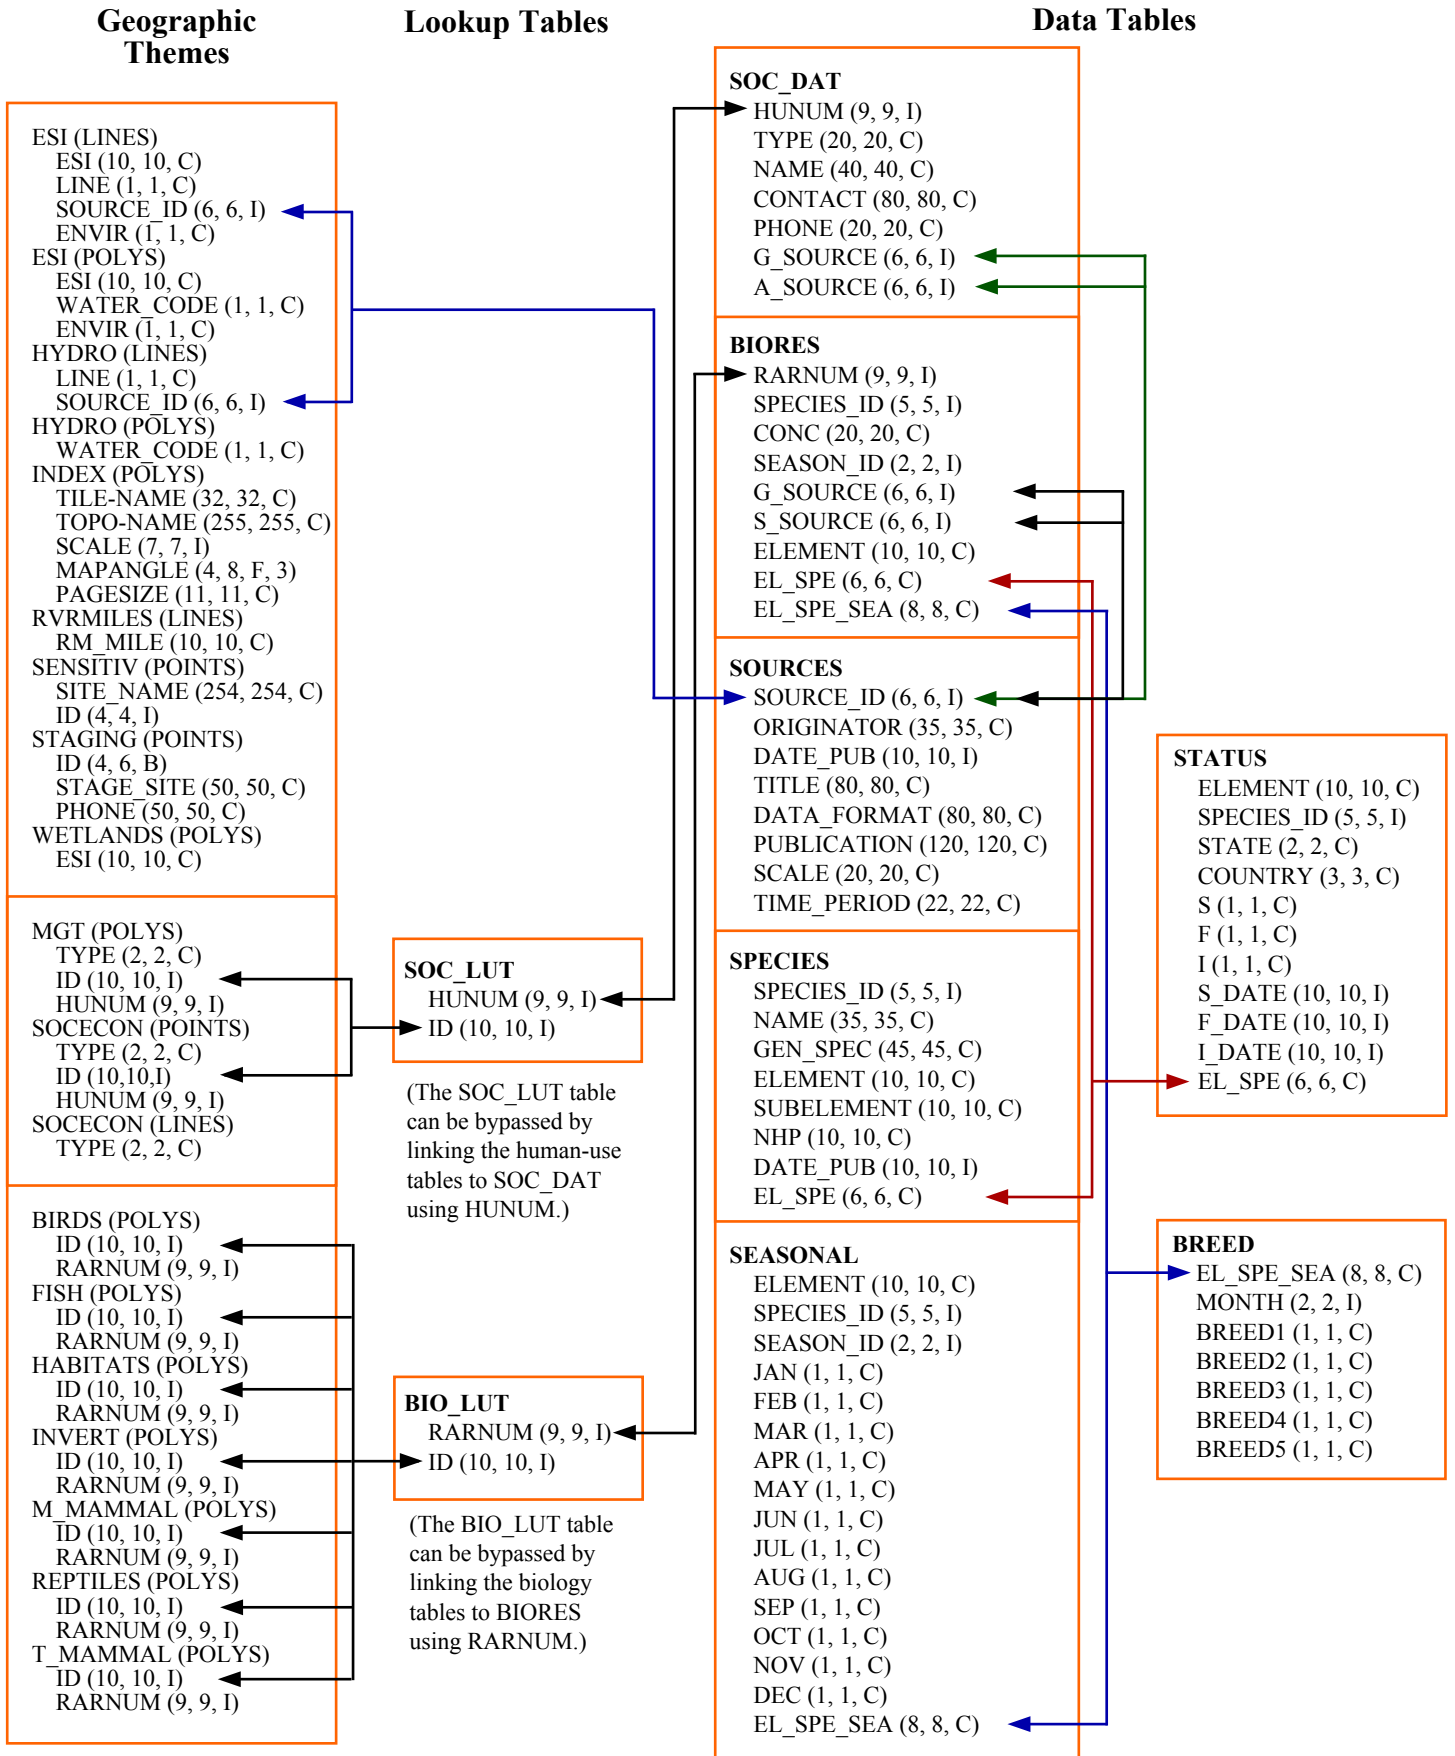 Geographic
Themes
Lookup Tables
Data Tables
ESI (LINES)
ESI (10, 10, C)
LINE (1, 1, C)
SOURCE_ID (6, 6, I)
ENVIR (1, 1, C)
ESI (POLYS)
ESI (10, 10, C)
WATER_CODE (1, 1, C)
ENVIR (1, 1, C)
HYDRO (LINES)
LINE (1, 1, C)
SOURCE_ID (6, 6, I)
HYDRO (POLYS)
WATER_CODE (1, 1, C)
INDEX (POLYS)
TILE-NAME (32, 32, C)
TOPO-NAME (255, 255, C)
SCALE (7, 7, I)
MAPANGLE (4, 8, F, 3)
PAGESIZE (11, 11, C)
RVRMILES (LINES)
RM_MILE (10, 10, C)
SENSITIV (POINTS)
SITE_NAME (254, 254, C)
ID (4, 4, I)
STAGING (POINTS)
ID (4, 6, B)
STAGE_SITE (50, 50, C)
PHONE (50, 50, C)
WETLANDS (POLYS)
ESI (10, 10, C)
MGT (POLYS)
TYPE (2, 2, C)
ID (10, 10, I)
HUNUM (9, 9, I)
SOCECON (POINTS)
TYPE (2, 2, C)
ID (10,10,I)
HUNUM (9, 9, I)
SOCECON (LINES)
TYPE (2, 2, C)
BIRDS (POLYS)
ID (10, 10, I)
RARNUM (9, 9, I)
FISH (POLYS)
ID (10, 10, I)
RARNUM (9, 9, I)
HABITATS (POLYS)
ID (10, 10, I)
RARNUM (9, 9, I)
INVERT (POLYS)
ID (10, 10, I)
RARNUM (9, 9, I)
M_MAMMAL (POLYS)
ID (10, 10, I)
RARNUM (9, 9, I)
REPTILES (POLYS)
ID (10, 10, I)
RARNUM (9, 9, I)
T_MAMMAL (POLYS)
ID (10, 10, I)
RARNUM (9, 9, I)
SOC_LUT
HUNUM (9, 9, I)
ID (10, 10, I)
(The SOC_LUT table
can be bypassed by
linking the human-use
tables to SOC_DAT
using HUNUM.)
BIO_LUT
RARNUM (9, 9, I)
ID (10, 10, I)
(The BIO_LUT table
can be bypassed by
linking the biology
tables to BIORES
using RARNUM.)
SOC_DAT
HUNUM (9, 9, I)
TYPE (20, 20, C)
NAME (40, 40, C)
CONTACT (80, 80, C)
PHONE (20, 20, C)
G_SOURCE (6, 6, I)
A_SOURCE (6, 6, I)
BIORES
RARNUM (9, 9, I)
SPECIES_ID (5, 5, I)
CONC (20, 20, C)
SEASON_ID (2, 2, I)
G_SOURCE (6, 6, I)
S_SOURCE (6, 6, I)
ELEMENT (10, 10, C)
EL_SPE (6, 6, C)
EL_SPE_SEA (8, 8, C)
SOURCES
SOURCE_ID (6, 6, I)
ORIGINATOR (35, 35, C)
DATE_PUB (10, 10, I)
TITLE (80, 80, C)
DATA_FORMAT (80, 80, C)
PUBLICATION (120, 120, C)
SCALE (20, 20, C)
TIME_PERIOD (22, 22, C)
SPECIES
SPECIES_ID (5, 5, I)
NAME (35, 35, C)
GEN_SPEC (45, 45, C)
ELEMENT (10, 10, C)
SUBELEMENT (10, 10, C)
NHP (10, 10, C)
DATE_PUB (10, 10, I)
EL_SPE (6, 6, C)
SEASONAL
ELEMENT (10, 10, C)
SPECIES_ID (5, 5, I)
SEASON_ID (2, 2, I)
JAN (1, 1, C)
FEB (1, 1, C)
MAR (1, 1, C)
APR (1, 1, C)
MAY (1, 1, C)
JUN (1, 1, C)
JUL (1, 1, C)
AUG (1, 1, C)
SEP (1, 1, C)
OCT (1, 1, C)
NOV (1, 1, C)
DEC (1, 1, C)
EL_SPE_SEA (8, 8, C)
STATUS
ELEMENT (10, 10, C)
SPECIES_ID (5, 5, I)
STATE (2, 2, C)
COUNTRY (3, 3, C)
S (1, 1, C)
F (1, 1, C)
I (1, 1, C)
S_DATE (10, 10, I)
F_DATE (10, 10, I)
I_DATE (10, 10, I)
EL_SPE (6, 6, C)
BREED
EL_SPE_SEA (8, 8, C)
MONTH (2, 2, I)
BREED1 (1, 1, C)
BREED2 (1, 1, C)
BREED3 (1, 1, C)
BREED4 (1, 1, C)
BREED5 (1, 1, C)